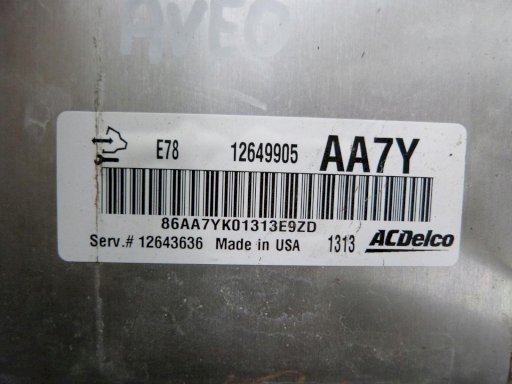 AVEO
E78 12649905 AA7Y
86AA7YK01313E9ZD
Serv.# 12643636 Made in USA 1313 ACDelco